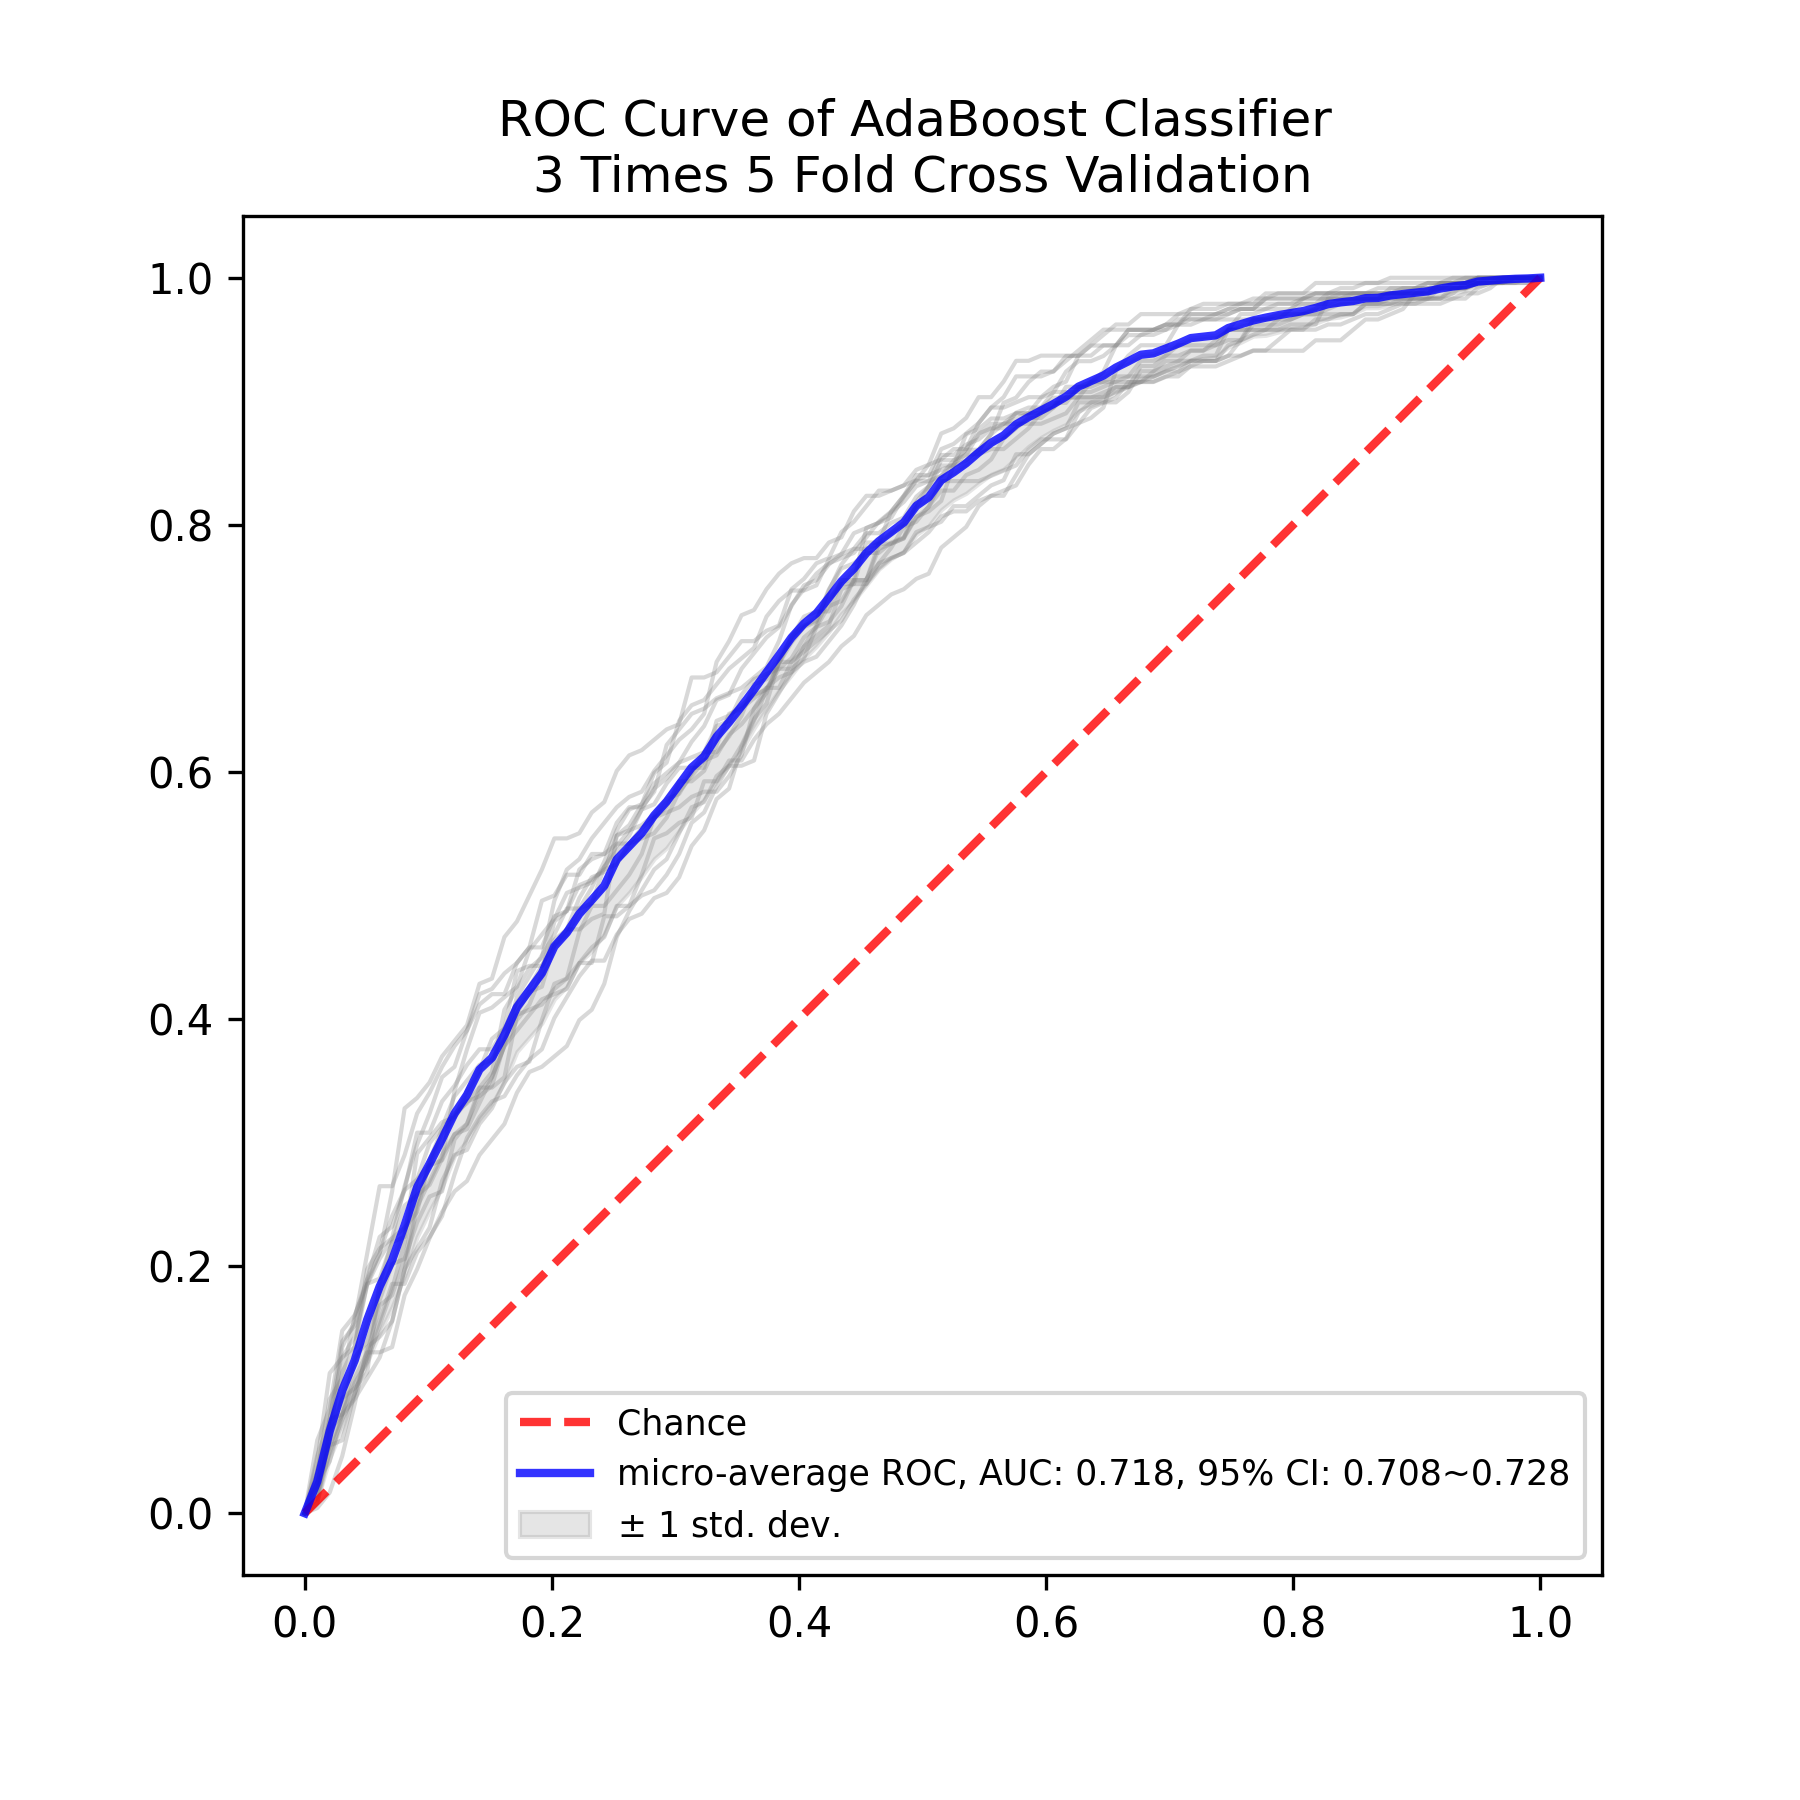 ROC Curve of AdaBoost Classifier
3 Times 5 Fold Cross Validation
1.0
0.8
0.6
0.4
0.2
0.0
Chance
micro-average ROC, AUC: 0.718, 95% CI: 0.708~0.728
± 1 std. dev.
0.0 0.2 0.4 0.6 0.8 1.0